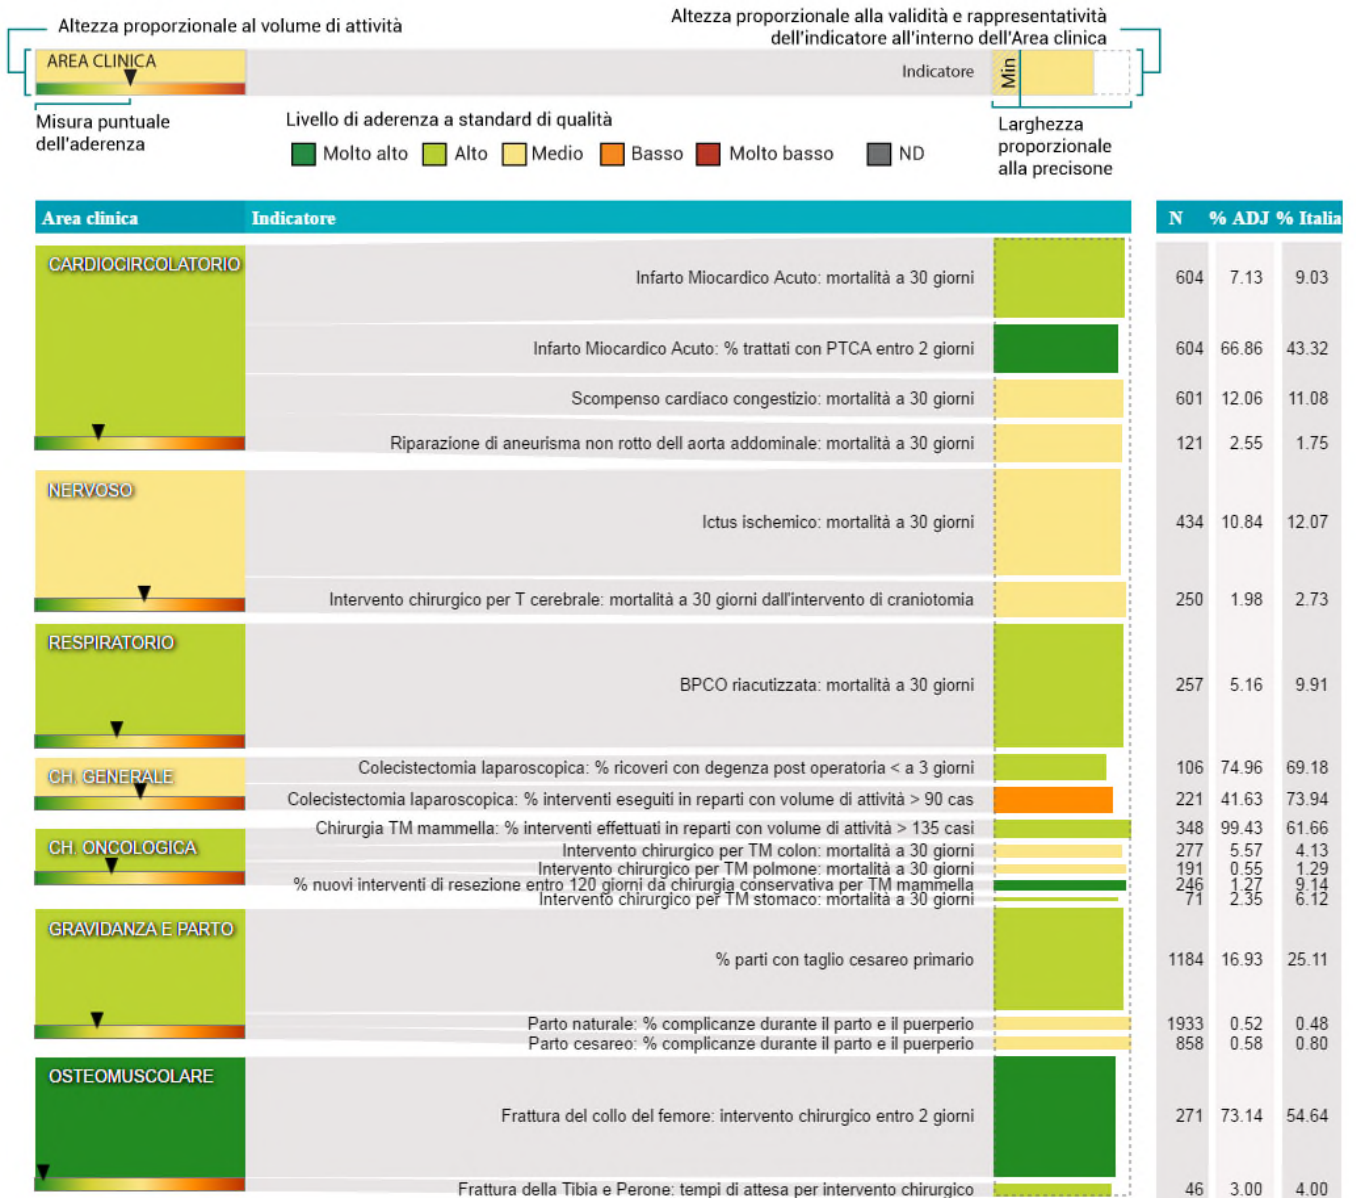 Altezza proporzionale al volume di attività
Altezza proporzionale alla validità e rappresentatività
dell'indicatore all'interno dell'Area clinica
AREA CLINICA
Indicatore
Min
Misura puntuale
dell'aderenza
Livello di aderenza a standard di qualità
Molto alto
Alto
Medio
Basso
Molto basso
ND
Larghezza
proporzionale
alla precisone
Area clinica Indicatore N % ADJ % Italia
CARDIOCIRCOLATORIO
Infarto Miocardico Acuto: mortalità a 30 giorni 604 7.13 9.03
Infarto Miocardico Acuto: % trattati con PTCA entro 2 giorni 604 66.86 43.32
Scompenso cardiaco congestizio: mortalità a 30 giorni 601 12.06 11.08
Riparazione di aneurisma non rotto dell aorta addominale: mortalità a 30 giorni 121 2.55 1.75
NERVOSO
Ictus ischemico: mortalità a 30 giorni 434 10.84 12.07
Intervento chirurgico per T cerebrale: mortalità a 30 giorni dall'intervento di craniotomia 250 1.98 2.73
RESPIRATORIO
BPCO riacutizzata: mortalità a 30 giorni 257 5.16 9.91
CH. GENERALE
Colecistectomia laparoscopica: % ricoveri con degenza post operatoria < a 3 giorni 106 74.96 69.18
Colecistectomia laparoscopica: % interventi eseguiti in reparti con volume di attività > 90 cas 221 41.63 73.94
CH. ONCOLOGICA
Chirurgia TM mammella: % interventi effettuati in reparti con volume di attività > 135 casi 348 99.43 61.66
Intervento chirurgico per TM colon: mortalità a 30 giorni 277 5.57 4.13
Intervento chirurgico per TM polmone: mortalità a 30 giorni 191 0.55 1.29
% nuovi interventi di resezione entro 120 giorni da chirurgia conservativa per TM mammella 246 1.27 9.14
Intervento chirurgico per TM stomaco: mortalità a 30 giorni 71 2.35 6.12
GRAVIDANZA E PARTO
% parti con taglio cesareo primario 1184 16.93 25.11
Parto naturale: % complicanze durante il parto e il puerperio 1933 0.52 0.48
Parto cesareo: % complicanze durante il parto e il puerperio 858 0.58 0.80
OSTEOMUSCOLARE
Frattura del collo del femore: intervento chirurgico entro 2 giorni 271 73.14 54.64
Frattura della Tibia e Perone: tempi di attesa per intervento chirurgico 46 3.00 4.00